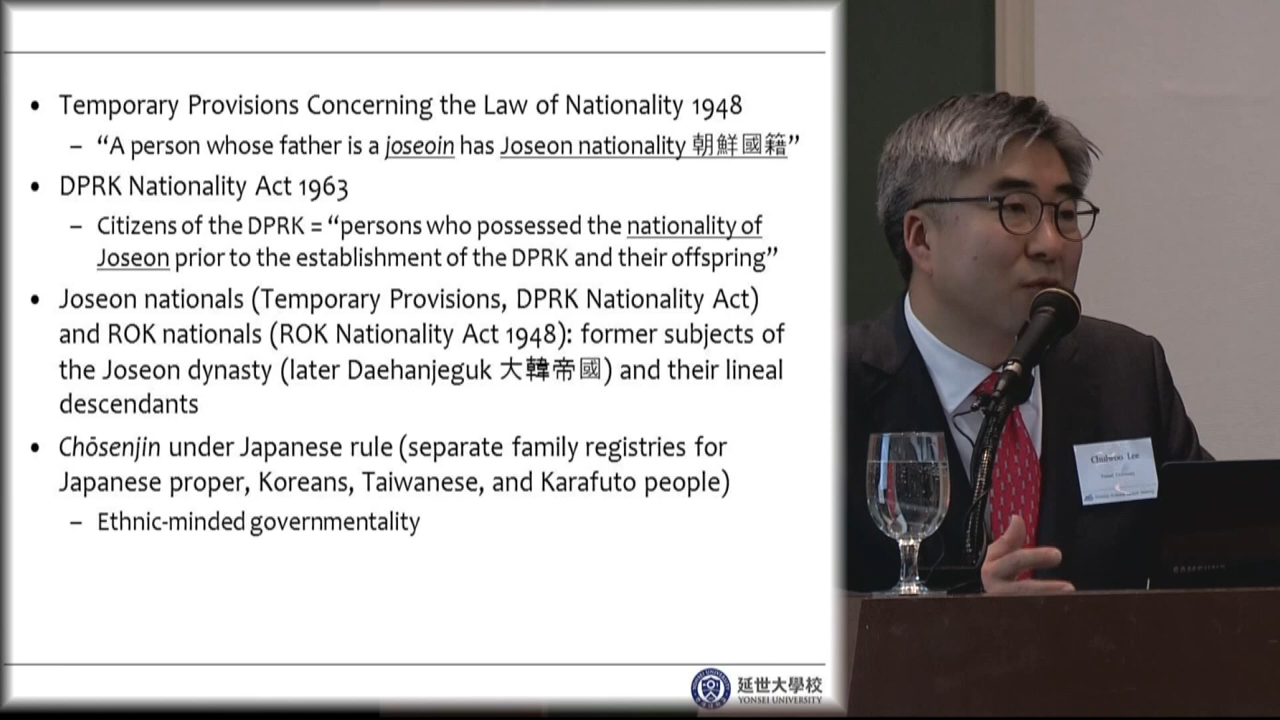 • Temporary Provisions Concerning the Law of Nationality 1948
– “A person whose father is a joseoin has Joseon nationality 朝鮮國籍”
• DPRK Nationality Act 1963
– Citizens of the DPRK = “persons who possessed the nationality of
Joseon prior to the establishment of the DPRK and their offspring”
• Joseon nationals (Temporary Provisions, DPRK Nationality Act)
and ROK nationals (ROK Nationality Act 1948): former subjects of
the Joseon dynasty (later Daehanjeguk 大韓帝國) and their lineal
descendants
• Chōsenjin under Japanese rule (separate family registries for
Japanese proper, Koreans, Taiwanese, and Karafuto people)
– Ethnic-minded governmentality
延世大學校
YONSEI UNIVERSITY
Chulwoo Lee
SAMSUNG